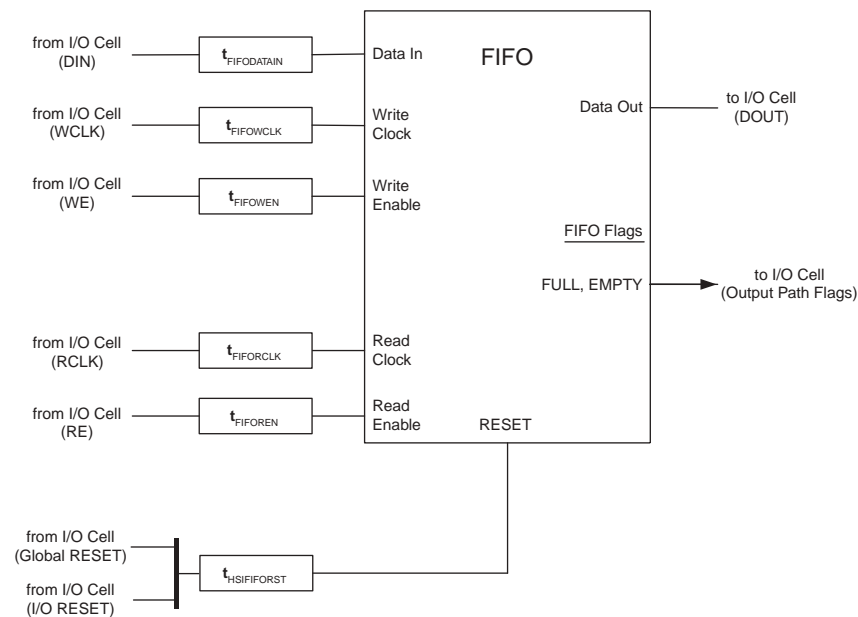 from I/O Cell
(DIN)
tFIFODATAIN
Data In
FIFO
from I/O Cell
(WCLK)
tFIFOWCLK
Write
Clock
Data Out
to I/O Cell
(DOUT)
from I/O Cell
(WE)
tFIFOWEN
Write
Enable
FIFO Flags
FULL, EMPTY
to I/O Cell
(Output Path Flags)
from I/O Cell
(RCLK)
tFIFORCLK
Read
Clock
from I/O Cell
(RE)
tFIFOREN
Read
Enable
RESET
from I/O Cell
(Global RESET)
tHSIFIFORST
from I/O Cell
(I/O RESET)